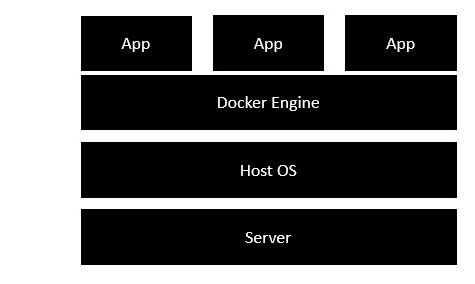 App App App
Docker Engine
Host OS
Server